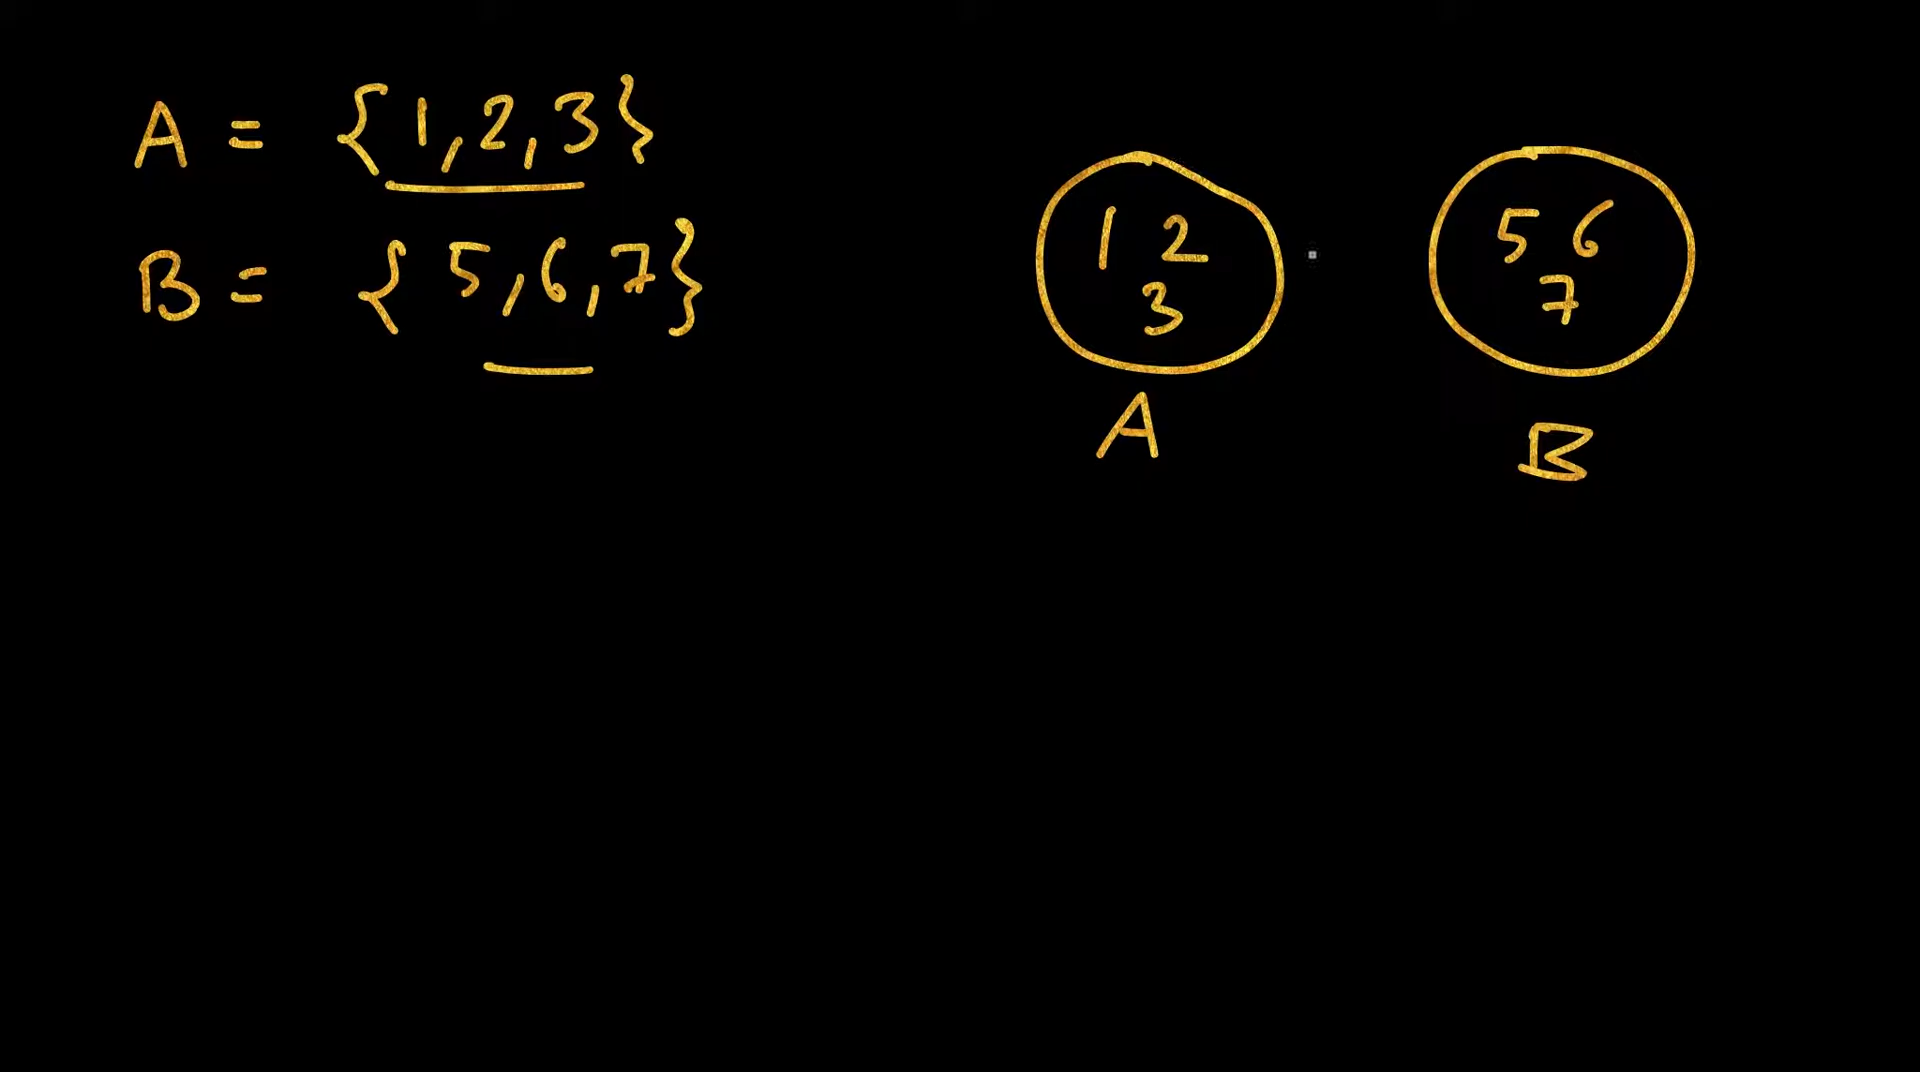 A = {1,2,3}
B = {5,6,7}
1 2
3
A
5 6
7
B